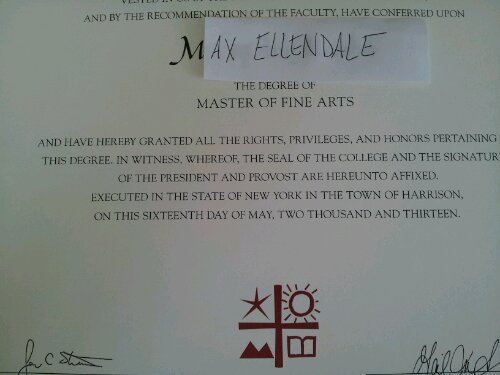 AND BY THE RECOMMENDATION OF THE FACULTY, HAVE CONFERRED UPON
MAX ELLENDALE
THE DEGREE OF
MASTER OF FINE ARTS
AND HAVE HEREBY GRANTED ALL THE RIGHTS, PRIVILEGES, AND HONORS PERTAINING
THIS DEGREE. IN WITNESS, WHEREOF, THE SEAL OF THE COLLEGE AND THE SIGNATUR
OF THE PRESIDENT AND PROVOST ARE HEREUNTO AFFIXED.
EXECUTED IN THE STATE OF NEW YORK IN THE TOWN OF HARRISON,
ON THIS SIXTEENTH DAY OF MAY, TWO THOUSAND AND THIRTEEN.